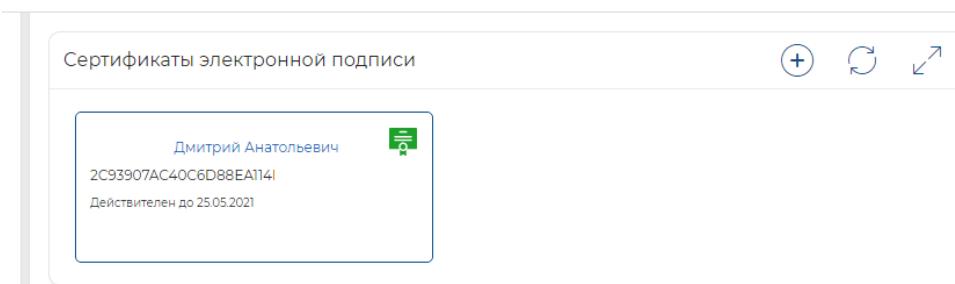 Сертификаты электронной подписи
Дмитрий Анатольевич
2C93907AC40C6D88EA114
Действителен до 25.05.2021